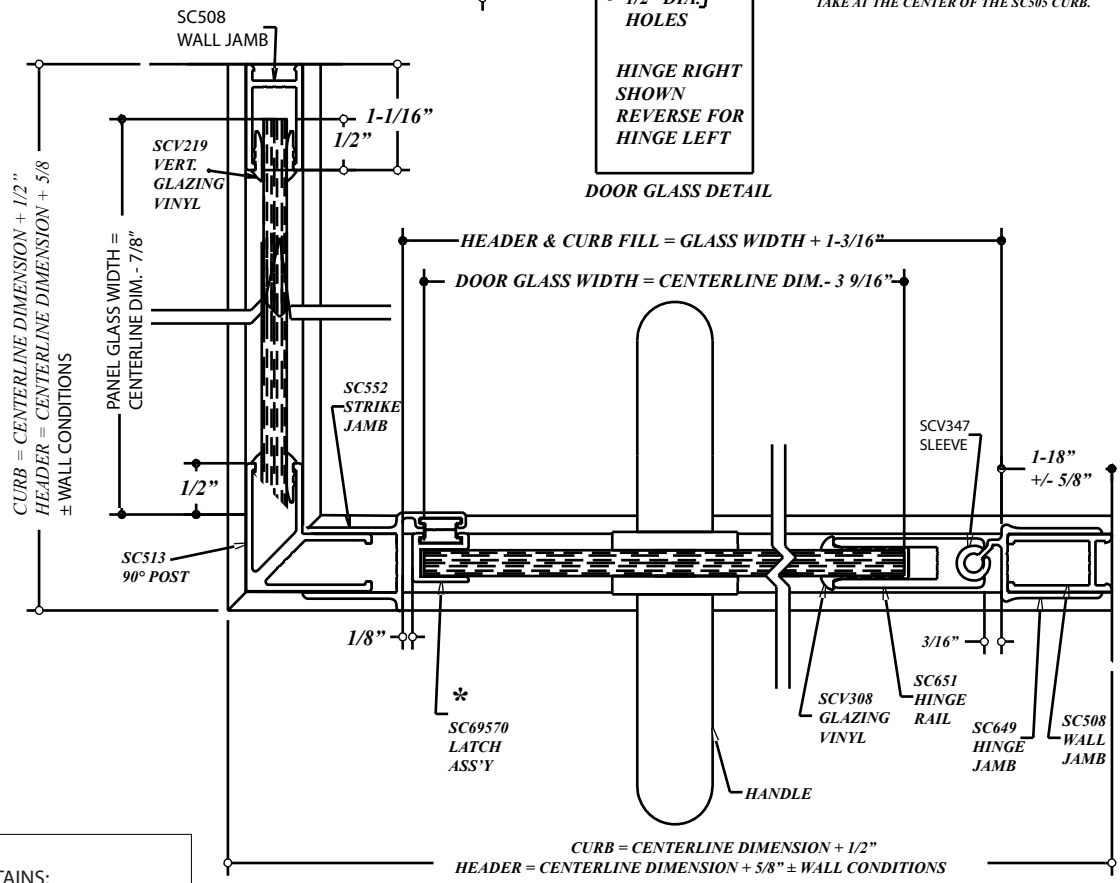 1/2" DIA.
HOLES
HINGE RIGHT
SHOWN
REVERSE FOR
HINGE LEFT
DOOR GLASS DETAIL
TAKE AT THE CENTER OF THE SC505 CURB.
SC508
WALL JAMB
1-1/16"
1/2"
SCV219
VERT.
GLAZING
VINYL
CURB = CENTERLINE DIMENSION + 1/2"
HEADER = CENTERLINE DIMENSION + 5/8
± WALL CONDITIONS
PANEL GLASS WIDTH =
CENTERLINE DIM.- 7/8"
HEADER & CURB FILL = GLASS WIDTH + 1-3/16"
DOOR GLASS WIDTH = CENTERLINE DIM.- 3 9/16"
SC552
STRIKE
JAMB
SCV347
SLEEVE
1-18"
+/- 5/8"
1/2"
SC513
90° POST
1/8"
*
SC69570
LATCH
ASS'Y
3/16"
SCV308
GLAZING
VINYL
SC651
HINGE
RAIL
SC649
HINGE
JAMB
SC508
WALL
JAMB
HANDLE
CURB = CENTERLINE DIMENSION + 1/2"
HEADER = CENTERLINE DIMENSION + 5/8" ± WALL CONDITIONS
TAINS: